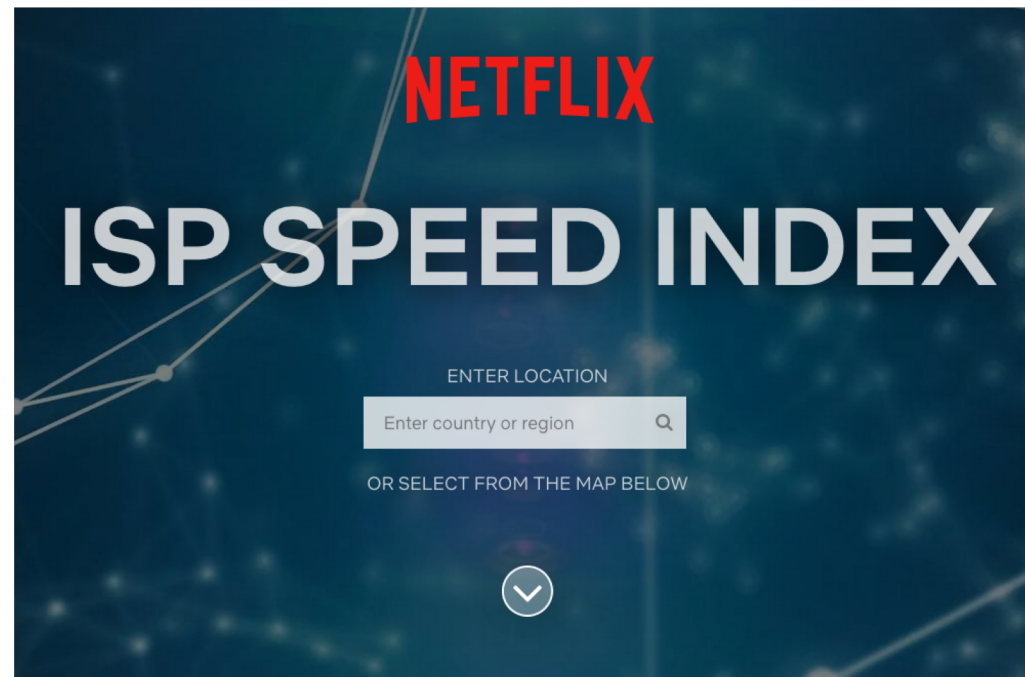 NETFLIX
ISP SPEED INDEX
ENTER LOCATION
Enter country or region
OR SELECT FROM THE MAP BELOW